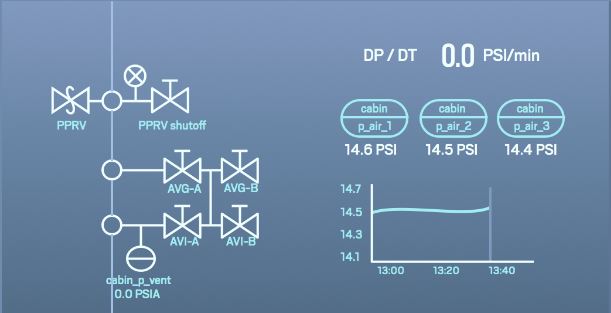 DP / DT 0.0 PSI/min
PPRV
PPRV shutoff
cabin
p_air_1
14.6 PSI
cabin
p_air_2
14.5 PSI
cabin
p_air_3
14.4 PSI
AVG-A
AVG-B
AVI-A
AVI-B
cabin_p_vent
0.0 PSIA
14.7
14.5
14.3
14.1
13:00
13:20
13:40